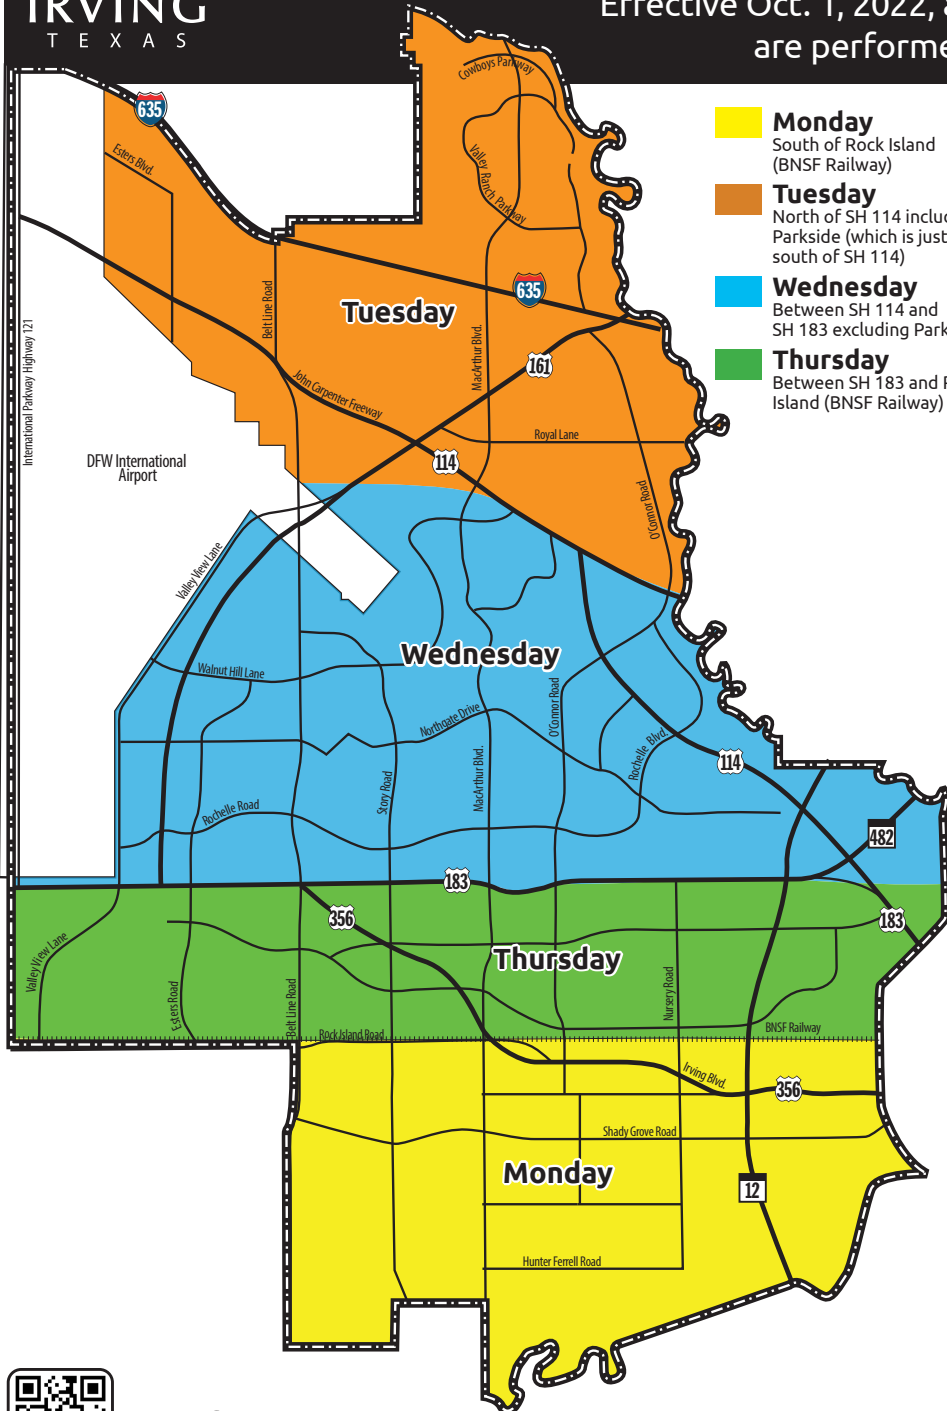 IRVING
TEXAS
Effective Oct. 1, 2022,
are performe
Monday
South of Rock Island
(BNSF Railway)
Tuesday
North of SH 114 includ
Parkside (which is just
south of SH 114)
Wednesday
Between SH 114 and
SH 183 excluding Park
Thursday
Between SH 183 and R
Island (BNSF Railway)
Cowboys Parkway
635
Esters Blvd.
Valley Ranch Parkway
635
Belt Line Road
Tuesday
International Parkway Highway 121
MacArthur Blvd.
161
John Carpenter Freeway
Royal Lane
114
DFW International
Airport
O'Connor Road
Valley View Lane
Wednesday
Walnut Hill Lane
O'Connor Road
Northgate Drive
Rochelle Blvd.
114
Story Road
MacArthur Blvd.
Rochelle Road
482
183
356
183
Valley View Lane
Thursday
Esters Road
Belt Line Road
Nursery Road
Rock Island Road
BNSF Railway
Irving Blvd.
356
Shady Grove Road
Monday
12
Hunter Ferrell Road